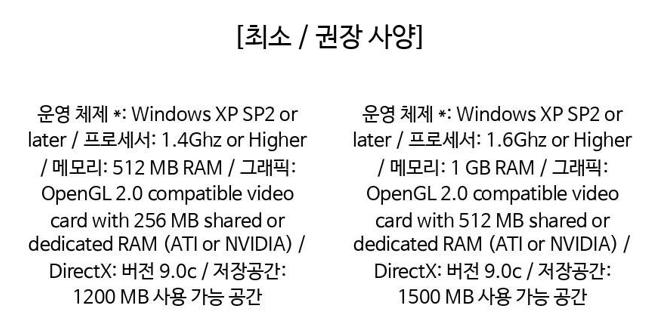 [최소 / 권장 사양]
운영 체제 *: Windows XP SP2 or
later / 프로세서: 1.4Ghz or Higher
/ 메모리: 512 MB RAM / 그래픽:
OpenGL 2.0 compatible video
card with 256 MB shared or
dedicated RAM (ATI or NVIDIA) /
DirectX: 버전 9.0c / 저장공간:
1200 MB 사용 가능 공간
운영 체제 *: Windows XP SP2 or
later / 프로세서: 1.6Ghz or Higher
/ 메모리: 1 GB RAM / 그래픽:
OpenGL 2.0 compatible video
card with 512 MB shared or
dedicated RAM (ATI or NVIDIA) /
DirectX: 버전 9.0c / 저장공간:
1500 MB 사용 가능 공간